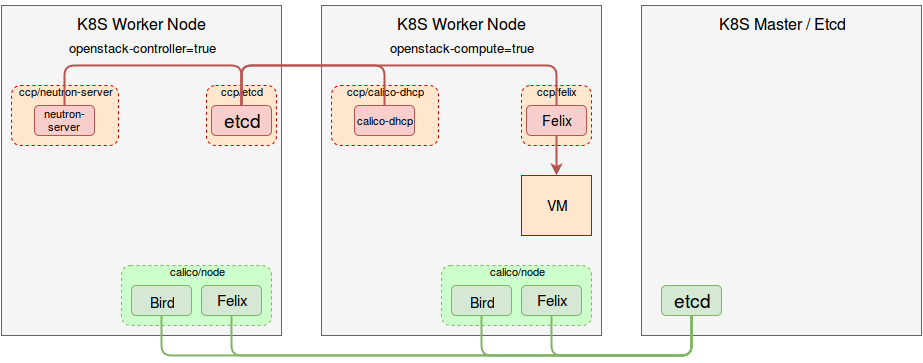 K8S Worker Node
openstack-controller=true
ccp/neutron-server
neutron-
server
ccp/etcd
etcd
calico/node
Bird
Felix
K8S Worker Node
openstack-compute=true
ccp/calico-dhcp
calico-dhcp
ccp/felix
Felix
VM
calico/node
Bird
Felix
K8S Master / Etcd
etcd